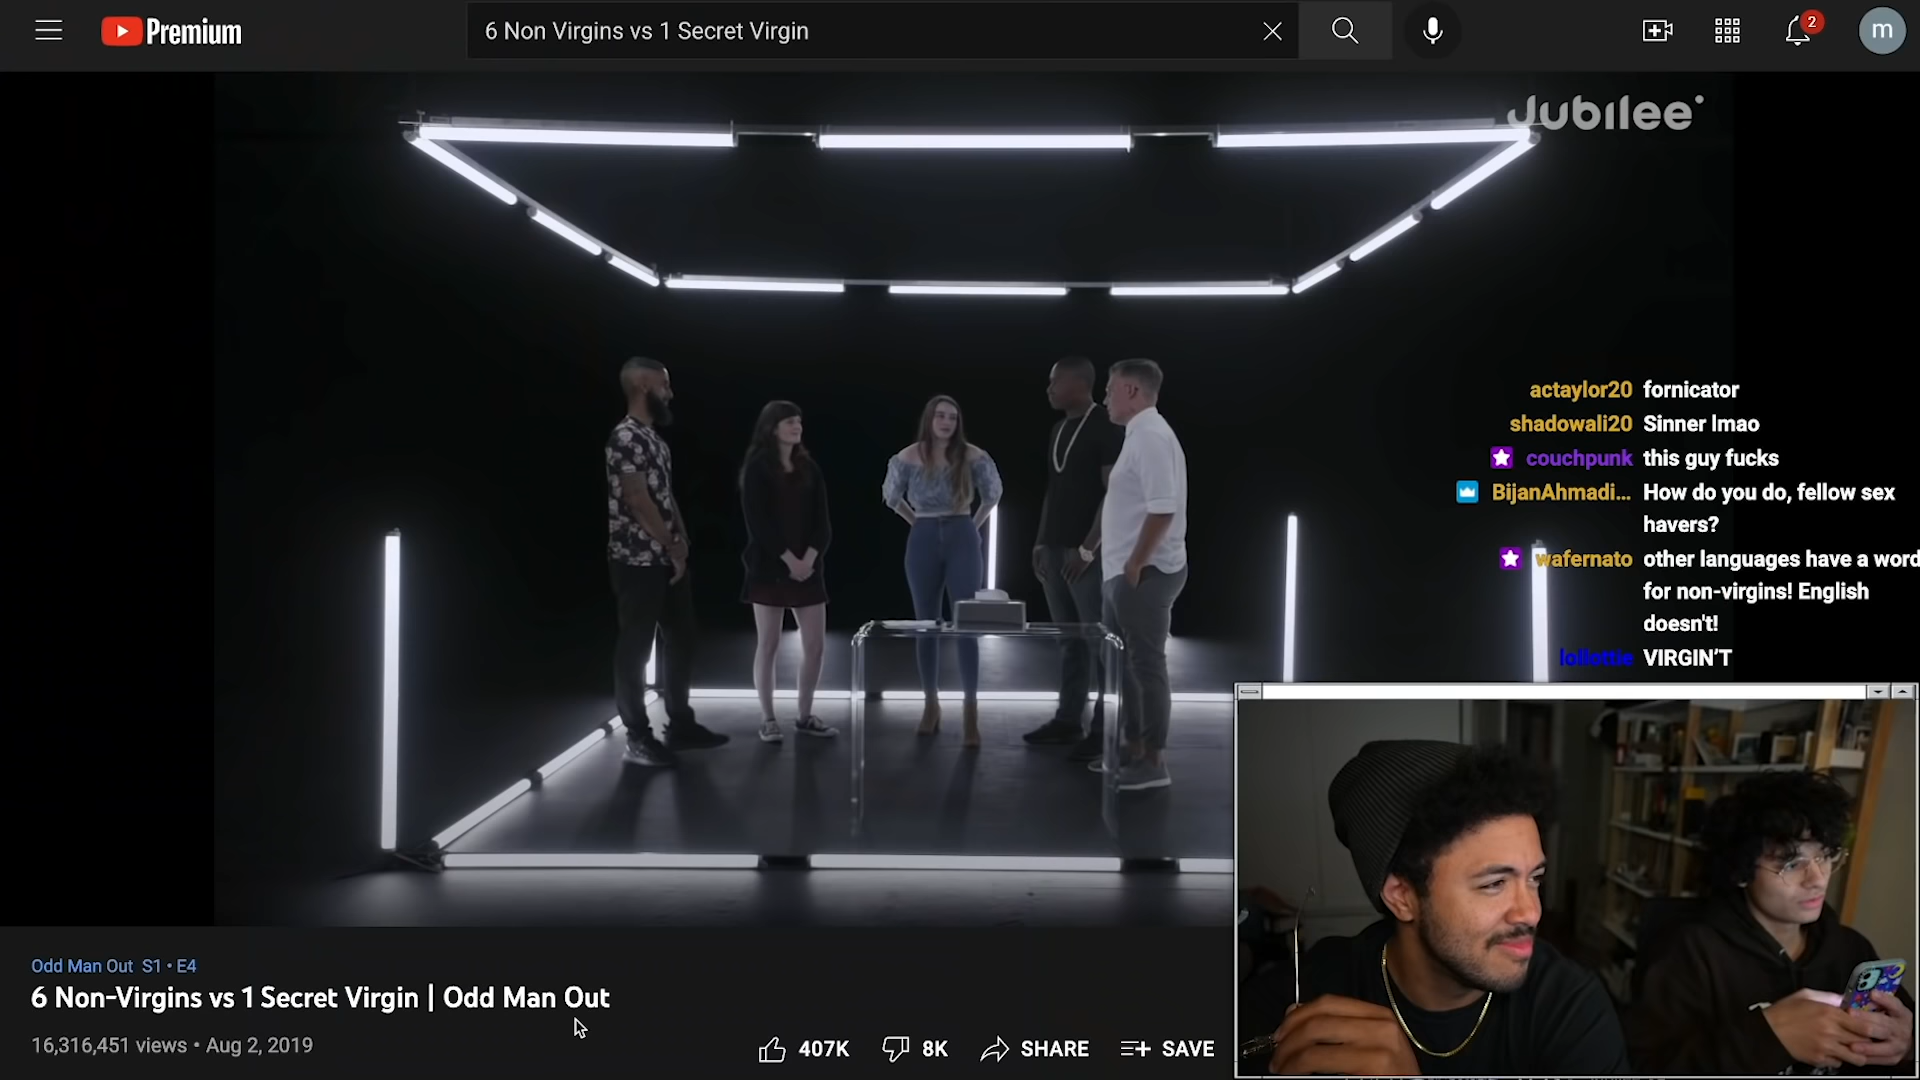 Premium
6 Non Virgins vs 1 Secret Virgin
2
m
Jubilee
actaylor20 fornicator
shadowali20 Sinner lmao
couchpunk this guy fucks
BijanAhmadi... How do you do, fellow sex
havers?
wafernato other languages have a word
for non-virgins! English
doesn't!
lollottie VIRGIN'T
Odd Man Out S1 • E4
6 Non-Virgins vs 1 Secret Virgin | Odd Man Out
16,316,451 views • Aug 2, 2019
407K 8K SHARE SAVE